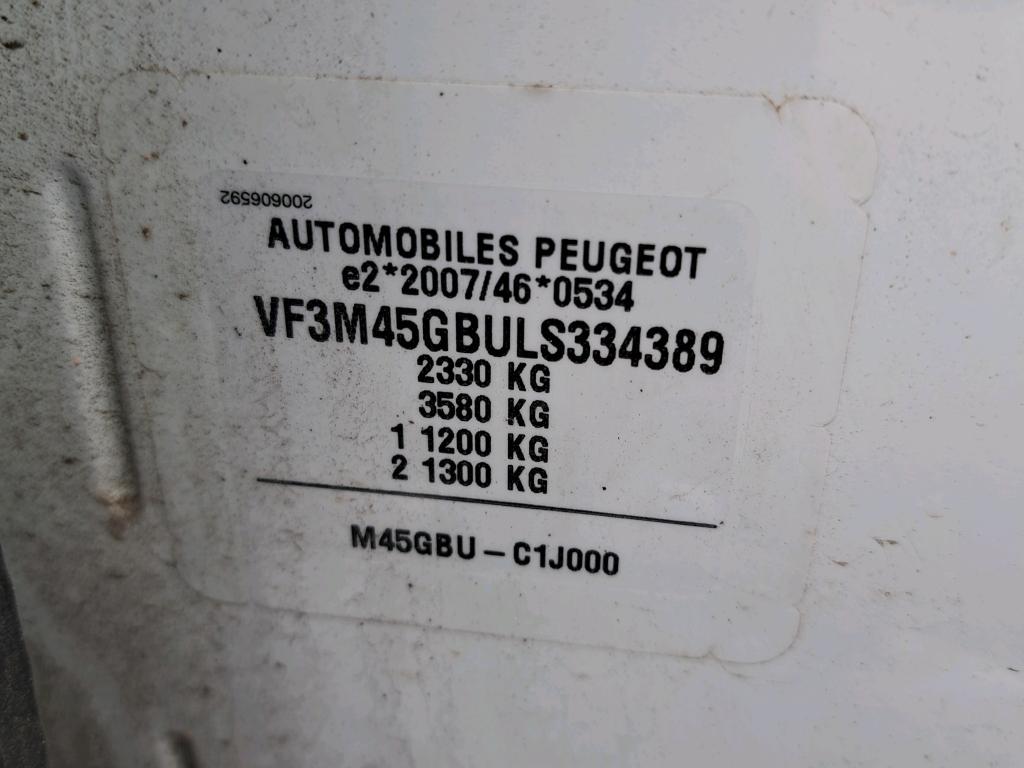 200606592
AUTOMOBILES PEUGEOT
e2*2007/46*0534
VF3M45GBULS334389
2330 KG
3580 KG
1 1200 KG
2 1300 KG
M45GBU - C1J000